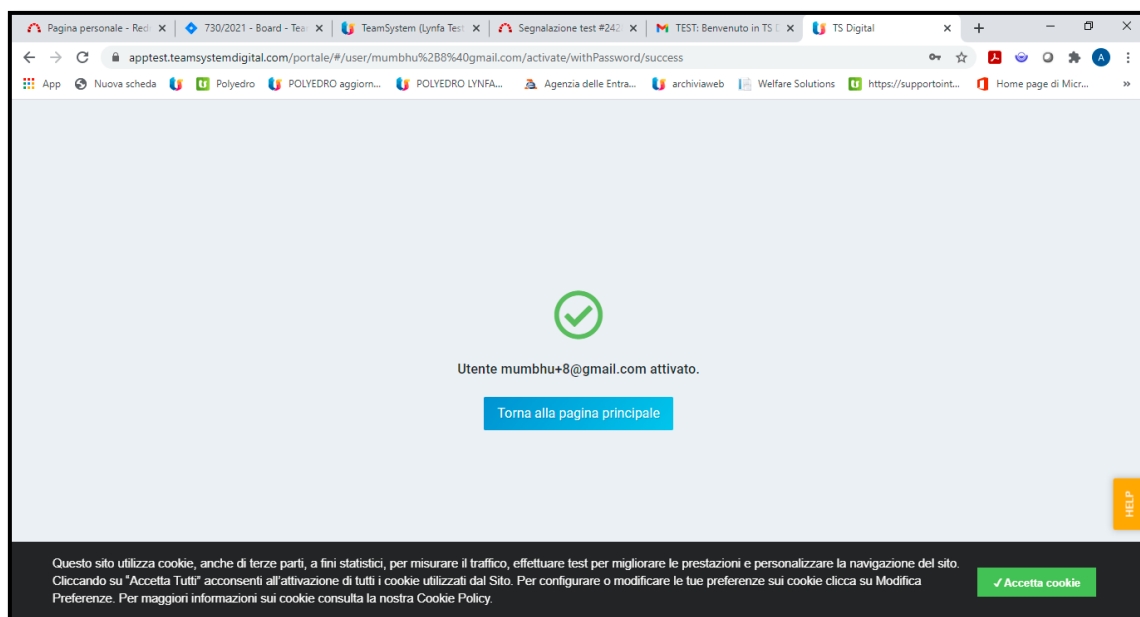 Pagina personale - Red
730/2021 - Board - Tea
TeamSystem (Lynfa Test
Segnalazione test #242
TEST: Benvenuto in TS D
TS Digital
apptest.teamsystemdigital.com/portale/#/user/mumbhu%2B8%40gmail.com/activate/withPassword/success
A
App
Nuova scheda
Polyedro
POLYEDRO aggiorn...
POLYEDRO LYNFA...
Agenzia delle Entra...
archiviaweb
Welfare Solutions
https://supportoint...
Home page di Micr...
»
Utente mumbhu+8@gmail.com attivato.
Torna alla pagina principale
HELP
Questo sito utilizza cookie, anche di terze parti, a fini statistici, per misurare il traffico, effettuare test per migliorare le prestazioni e personalizzare la navigazione del sito.
Cliccando su "Accetta Tutti" acconsenti all'attivazione di tutti i cookie utilizzati dal Sito. Per configurare o modificare le tue preferenze sui cookie clicca su Modifica
Preferenze. Per maggiori informazioni sui cookie consulta la nostra Cookie Policy.
✓ Accetta cookie